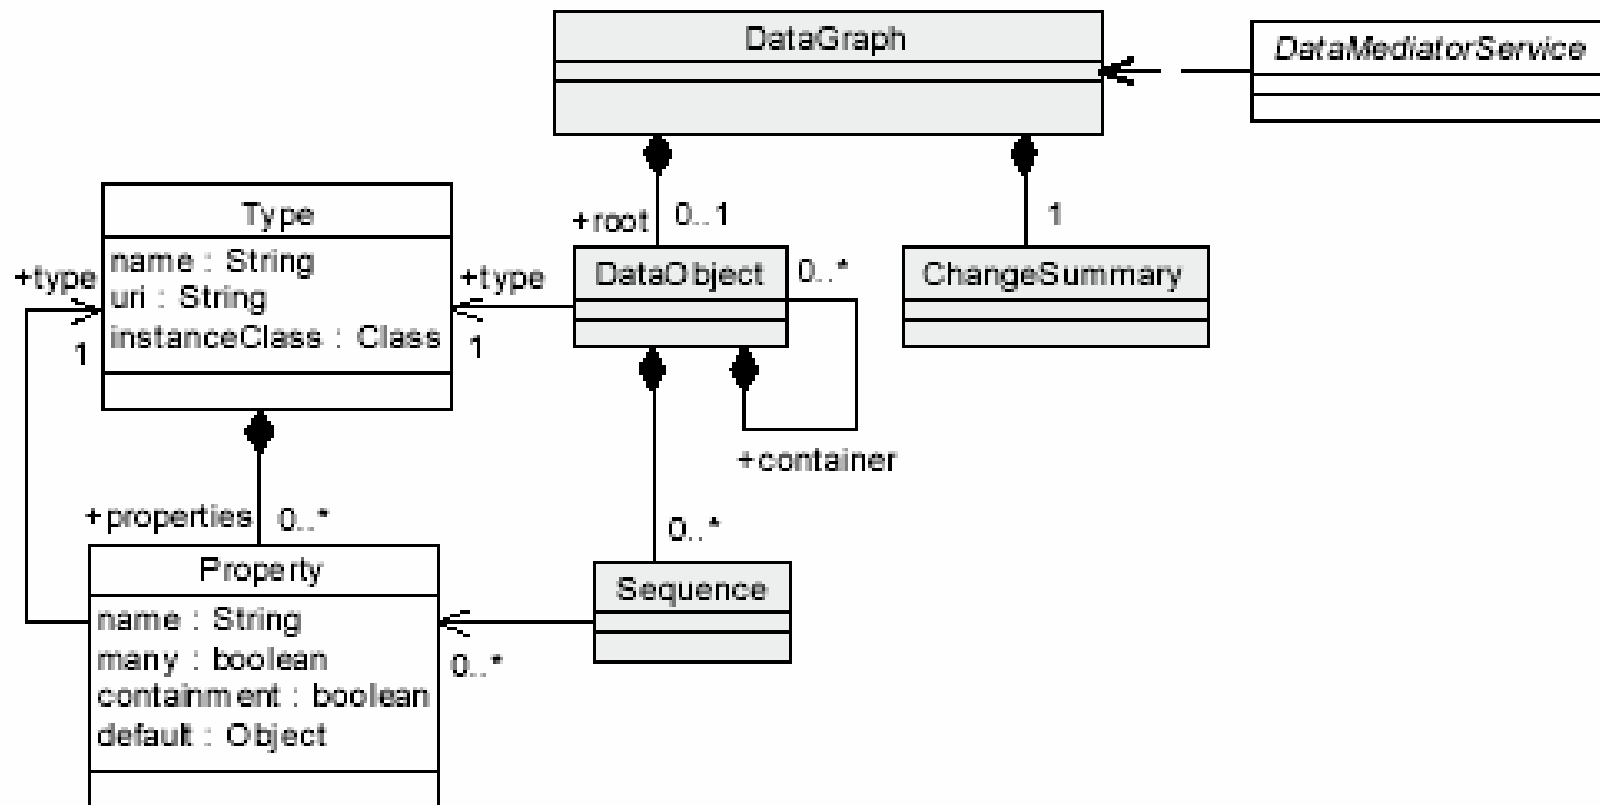 DataGraph
DataMediatorService
+root
0..1
1
Type
name : String
uri : String
instanceClass : Class
+type
1
+type
1
DataObject
0..*
ChangeSummary
+container
+properties
0..*
0..*
Property
name : String
many : boolean
containment : boolean
default : Object
Sequence
0..*